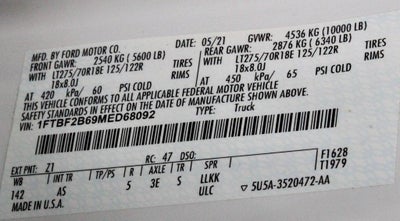 MFD. BY FORD MOTOR CO. 05/21 GVWR: 4536 KG (10000 LB)
FRONT GAWR: 2540 KG ( 5600 LB) REAR GAWR: 2876 KG ( 6340 LB)
LT275/70R18E 125/122R TIRES LT275/70R18E 125/122R TIRES
18x8.0J RIMS 18x8.0J RIMS
AT 420 kPa/ 60 PSI COLD AT 450 kPa/ 65 PSI COLD
THIS VEHICLE CONFORMS TO ALL APPLICABLE FEDERAL MOTOR VEHICLE
SAFETY STANDARDS IN EFFECT ON THE DATE OF MANUFACTURE SHOWN ABOVE.
VIN: 1FTBF2B69MED68092 TYPE: Truck
EXT PNT: Z1 RC: 47 DSO: F1628
WB INT TR TP/PS R AXLE TR SPR T1979
142 AS 5 3E 5 LLKK
MADE IN U.S.A. ULC 5U5A-3520472-AA